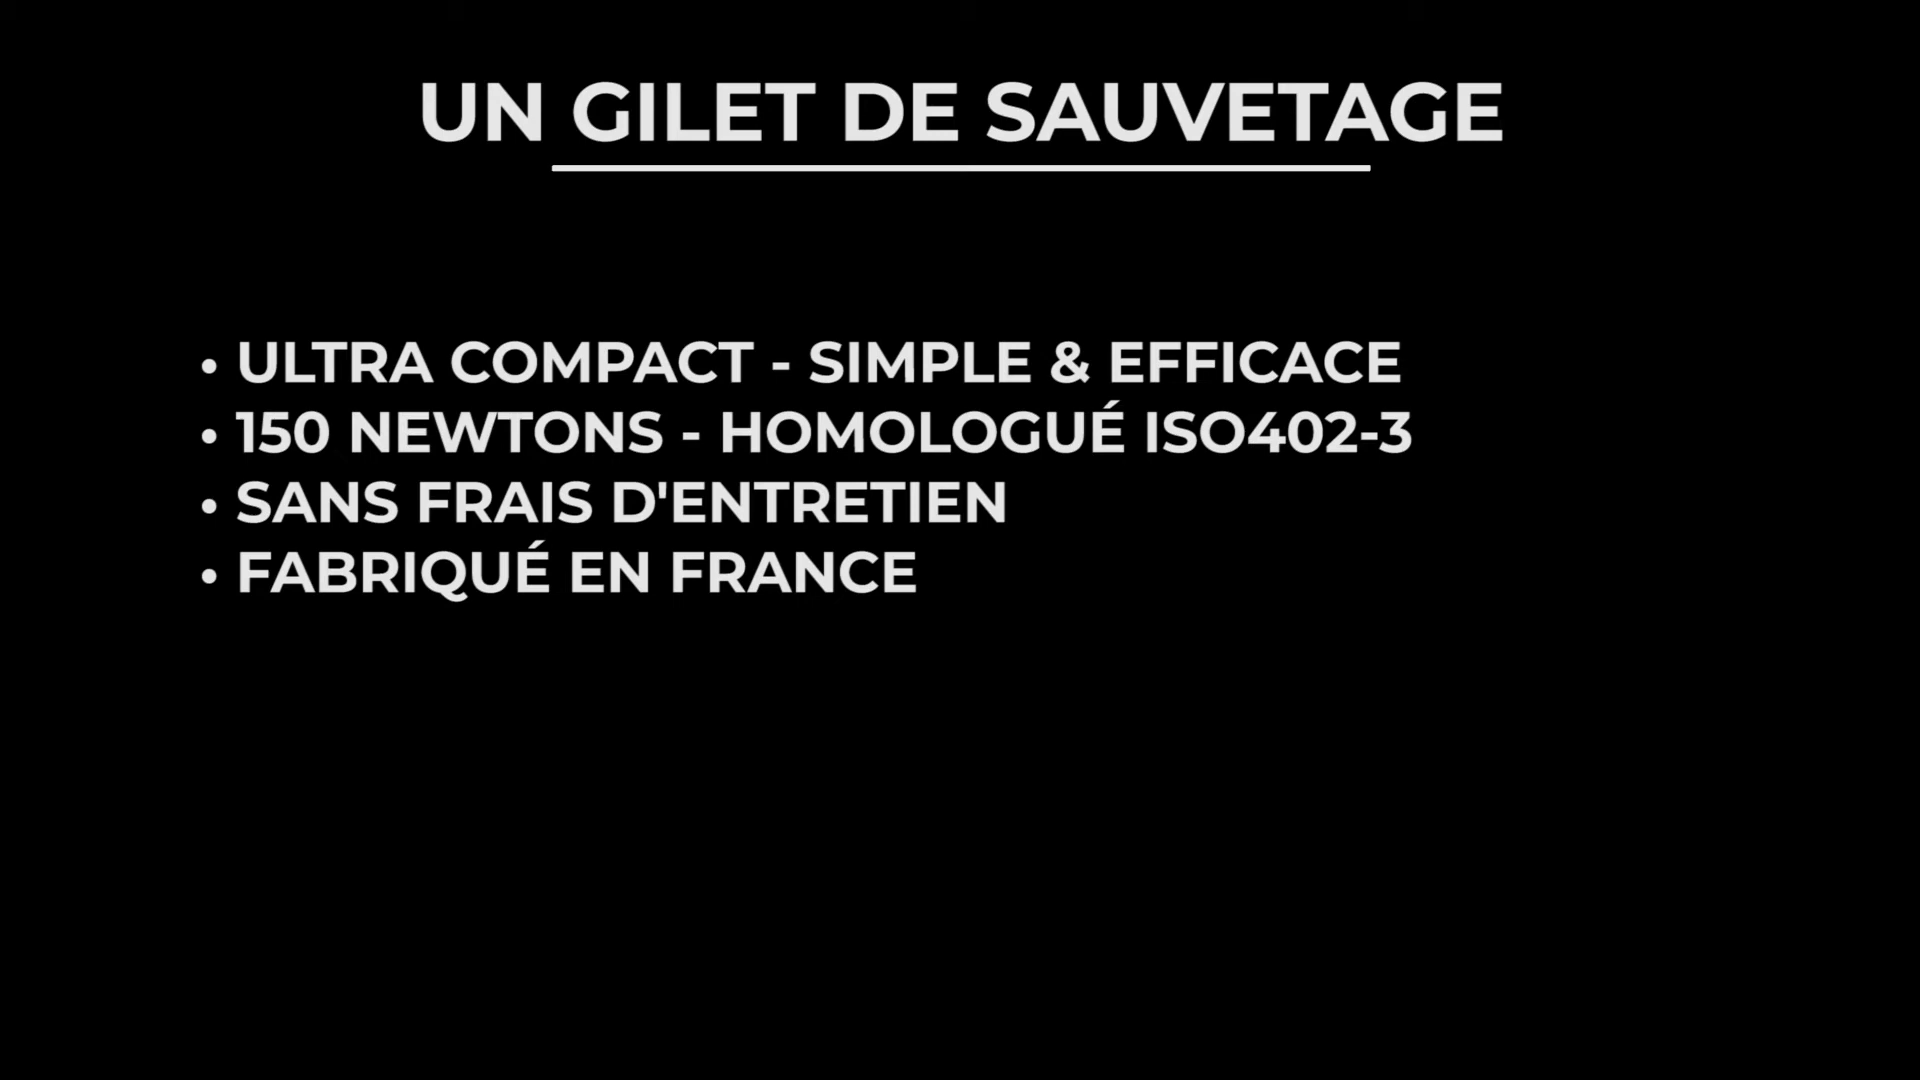 UN GILET DE SAUVETAGE
• ULTRA COMPACT - SIMPLE & EFFICACE
• 150 NEWTONS - HOMOLOGUÉ ISO402-3
• SANS FRAIS D'ENTRETIEN
• FABRIQUÉ EN FRANCE